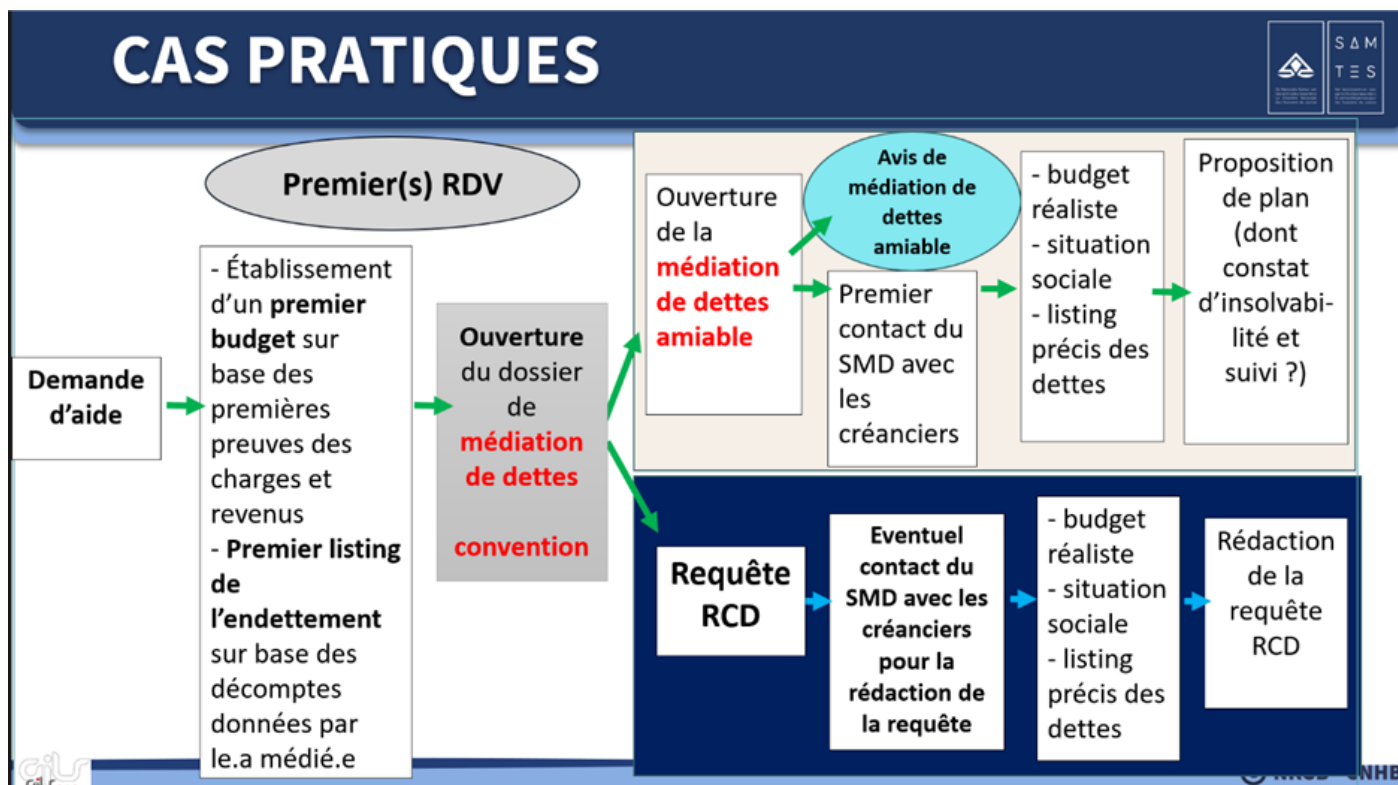 CAS PRATIQUES
SAM
TES
Premier(s) RDV
Demande
d’aide
- Établissement
d’un premier
budget sur
base des
premières
preuves des
charges et
revenus
- Premier listing
de
l’endettement
sur base des
décomptes
données par
le.a médié.e
Ouverture
du dossier
de
médiation
de dettes
convention
Ouverture
de la
médiation
de dettes
amiable
Avis de
médiation de
dettes
amiable
Premier
contact du
SMD avec
les
créanciers
- budget
réaliste
- situation
sociale
- listing
précis des
dettes
Proposition
de plan
(dont
constat
d’insolvabi-
lité et
suivi ?)
Requête
RCD
Eventuel
contact du
SMD avec les
créanciers
pour la
rédaction de
la requête
- budget
réaliste
- situation
sociale
- listing
précis des
dettes
Rédaction
de la
requête
RCD